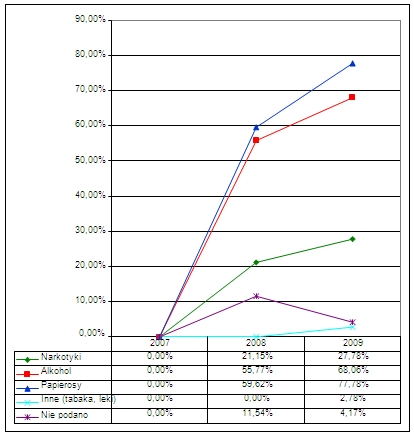 90,00%
80,00%
70,00%
60,00%
50,00%
40,00%
30,00%
20,00%
10,00%
0,00%
2007 2008 2009
Narkotyki 0,00% 21,15% 27,78%
Alkohol 0,00% 55,77% 68,06%
Papierosy 0,00% 59,62% 77,78%
Inne (tabaka, leki) 0,00% 0,00% 2,78%
Nie podano 0,00% 11,54% 4,17%